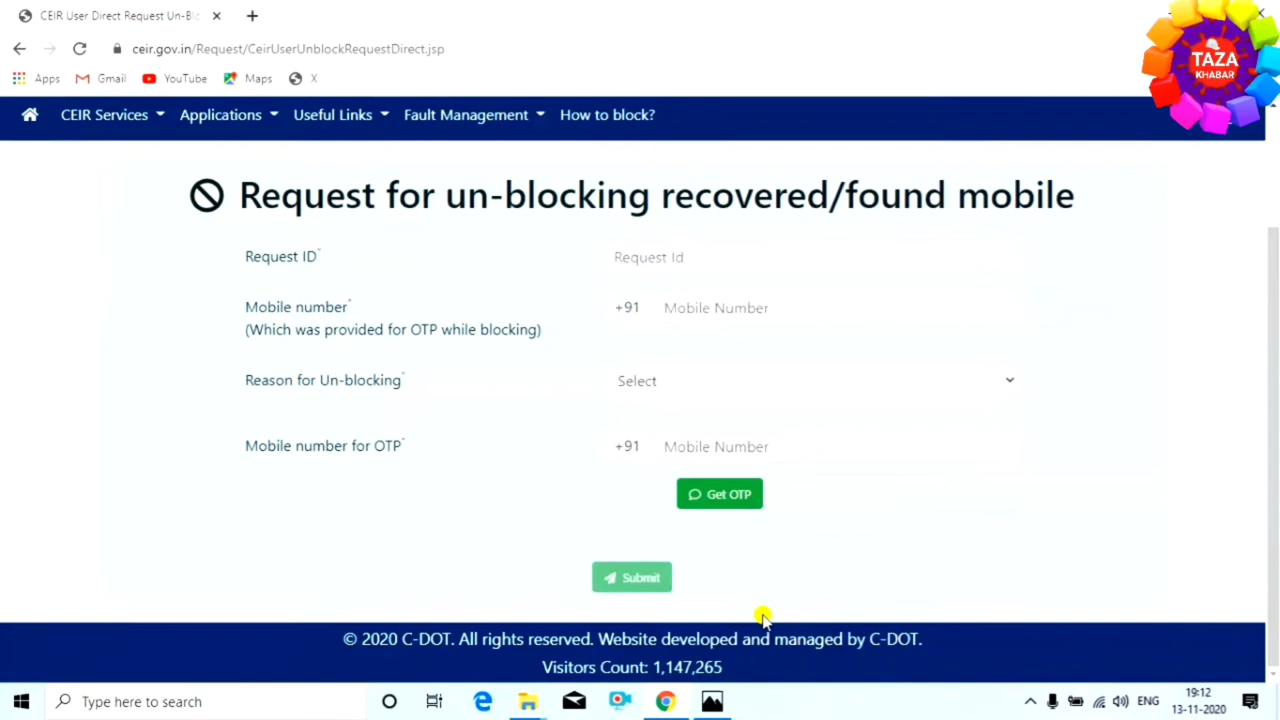 CEIR User Direct Request Un-Blo
ceir.gov.in/Request/CeirUserUnblockRequestDirect.jsp
Apps Gmail YouTube Maps X
TAZA
KHABAR
CEIR Services Applications Useful Links Fault Management How to block?
Request for un-blocking recovered/found mobile
Request ID* Request Id
Mobile number* +91 Mobile Number
(Which was provided for OTP while blocking)
Reason for Un-blocking* Select
Mobile number for OTP* +91 Mobile Number
Get OTP
Submit
© 2020 C-DOT. All rights reserved. Website developed and managed by C-DOT.
Visitors Count: 1,147,265
Type here to search
ENG
19:12
13-11-2020